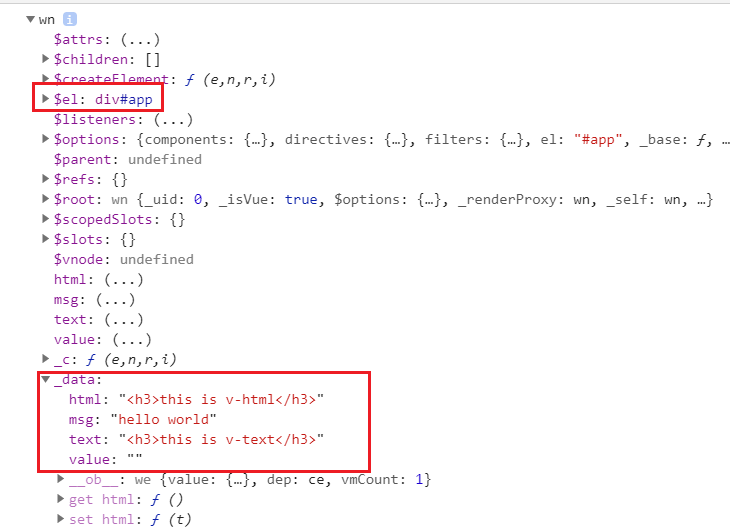 wn i
$attrs: (...)
$children: []
$createElement: ƒ (e,n,r,i)
$el: div#app
$listeners: (...)
$options: {components: {…}, directives: {…}, filters: {…}, el: "#app", _base: ƒ, …
$parent: undefined
$refs: {}
$root: wn {_uid: 0, _isVue: true, $options: {…}, _renderProxy: wn, _self: wn, …}
$scopedSlots: {}
$slots: {}
$vnode: undefined
html: (...)
msg: (...)
text: (...)
value: (...)
_c: ƒ (e,n,r,i)
_data:
html: "<h3>this is v-html</h3>"
msg: "hello world"
text: "<h3>this is v-text</h3>"
value: ""
__ob__: we {value: {…}, dep: ce, vmCount: 1}
get html: ƒ ()
set html: ƒ (t)